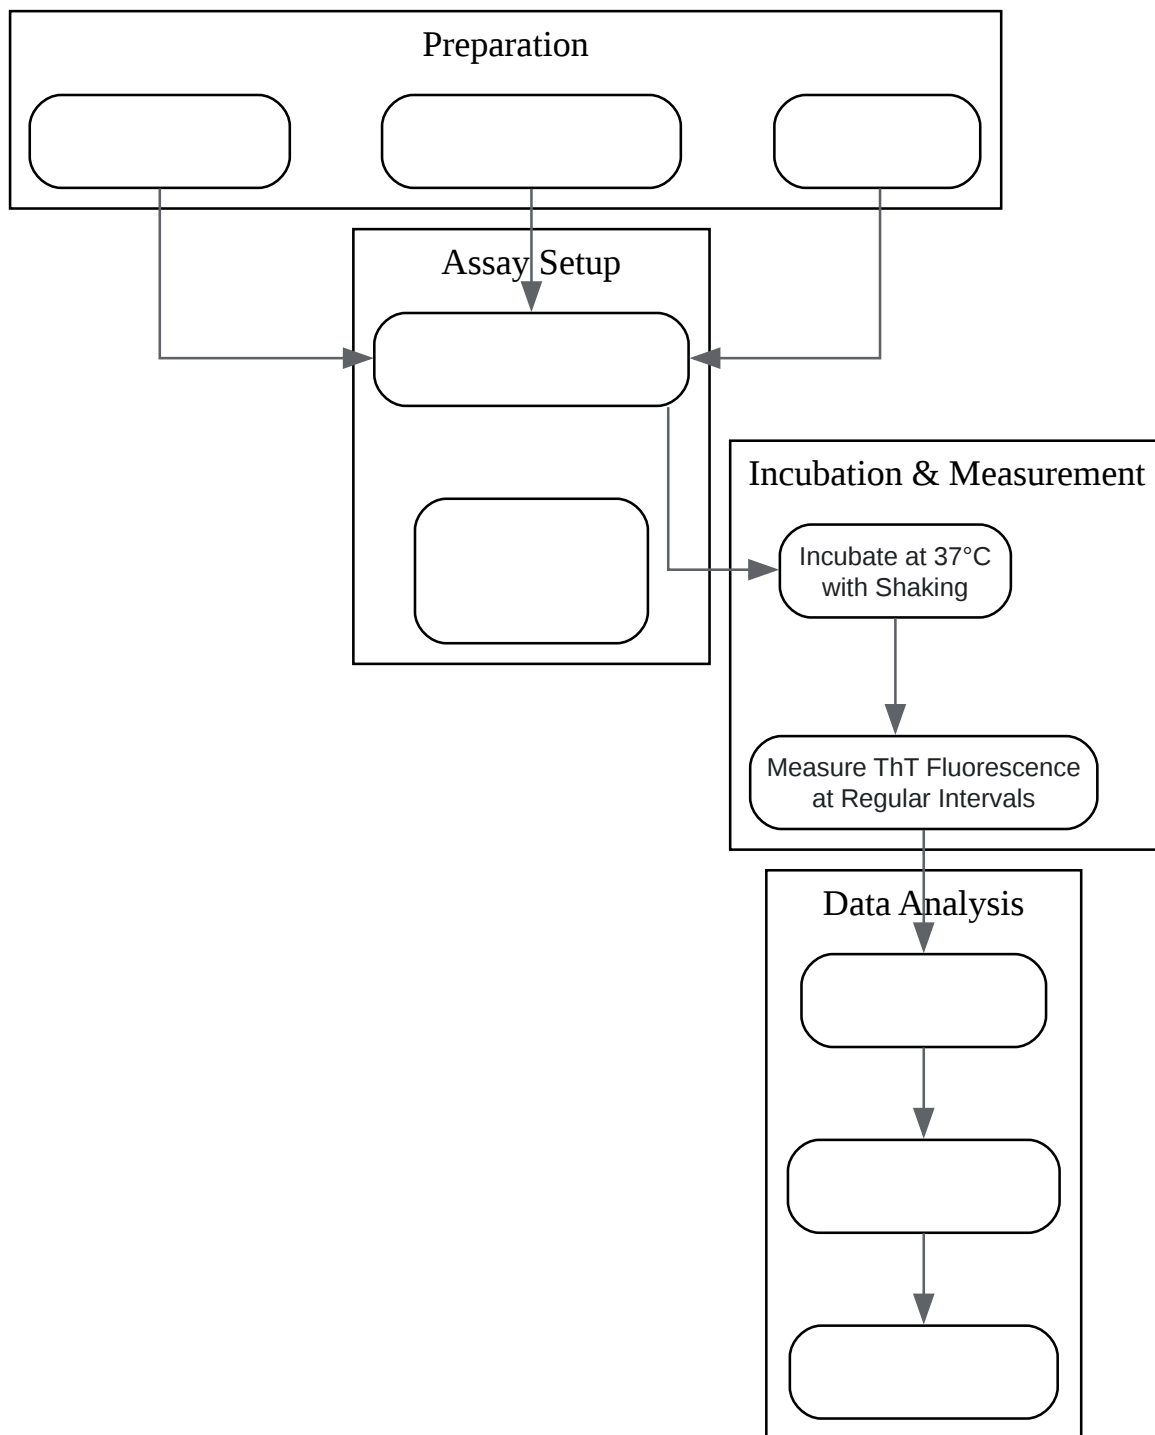 Preparation
Assay Setup
Incubation & Measurement
Incubate at 37°C
with Shaking
Measure ThT Fluorescence
at Regular Intervals
Data Analysis